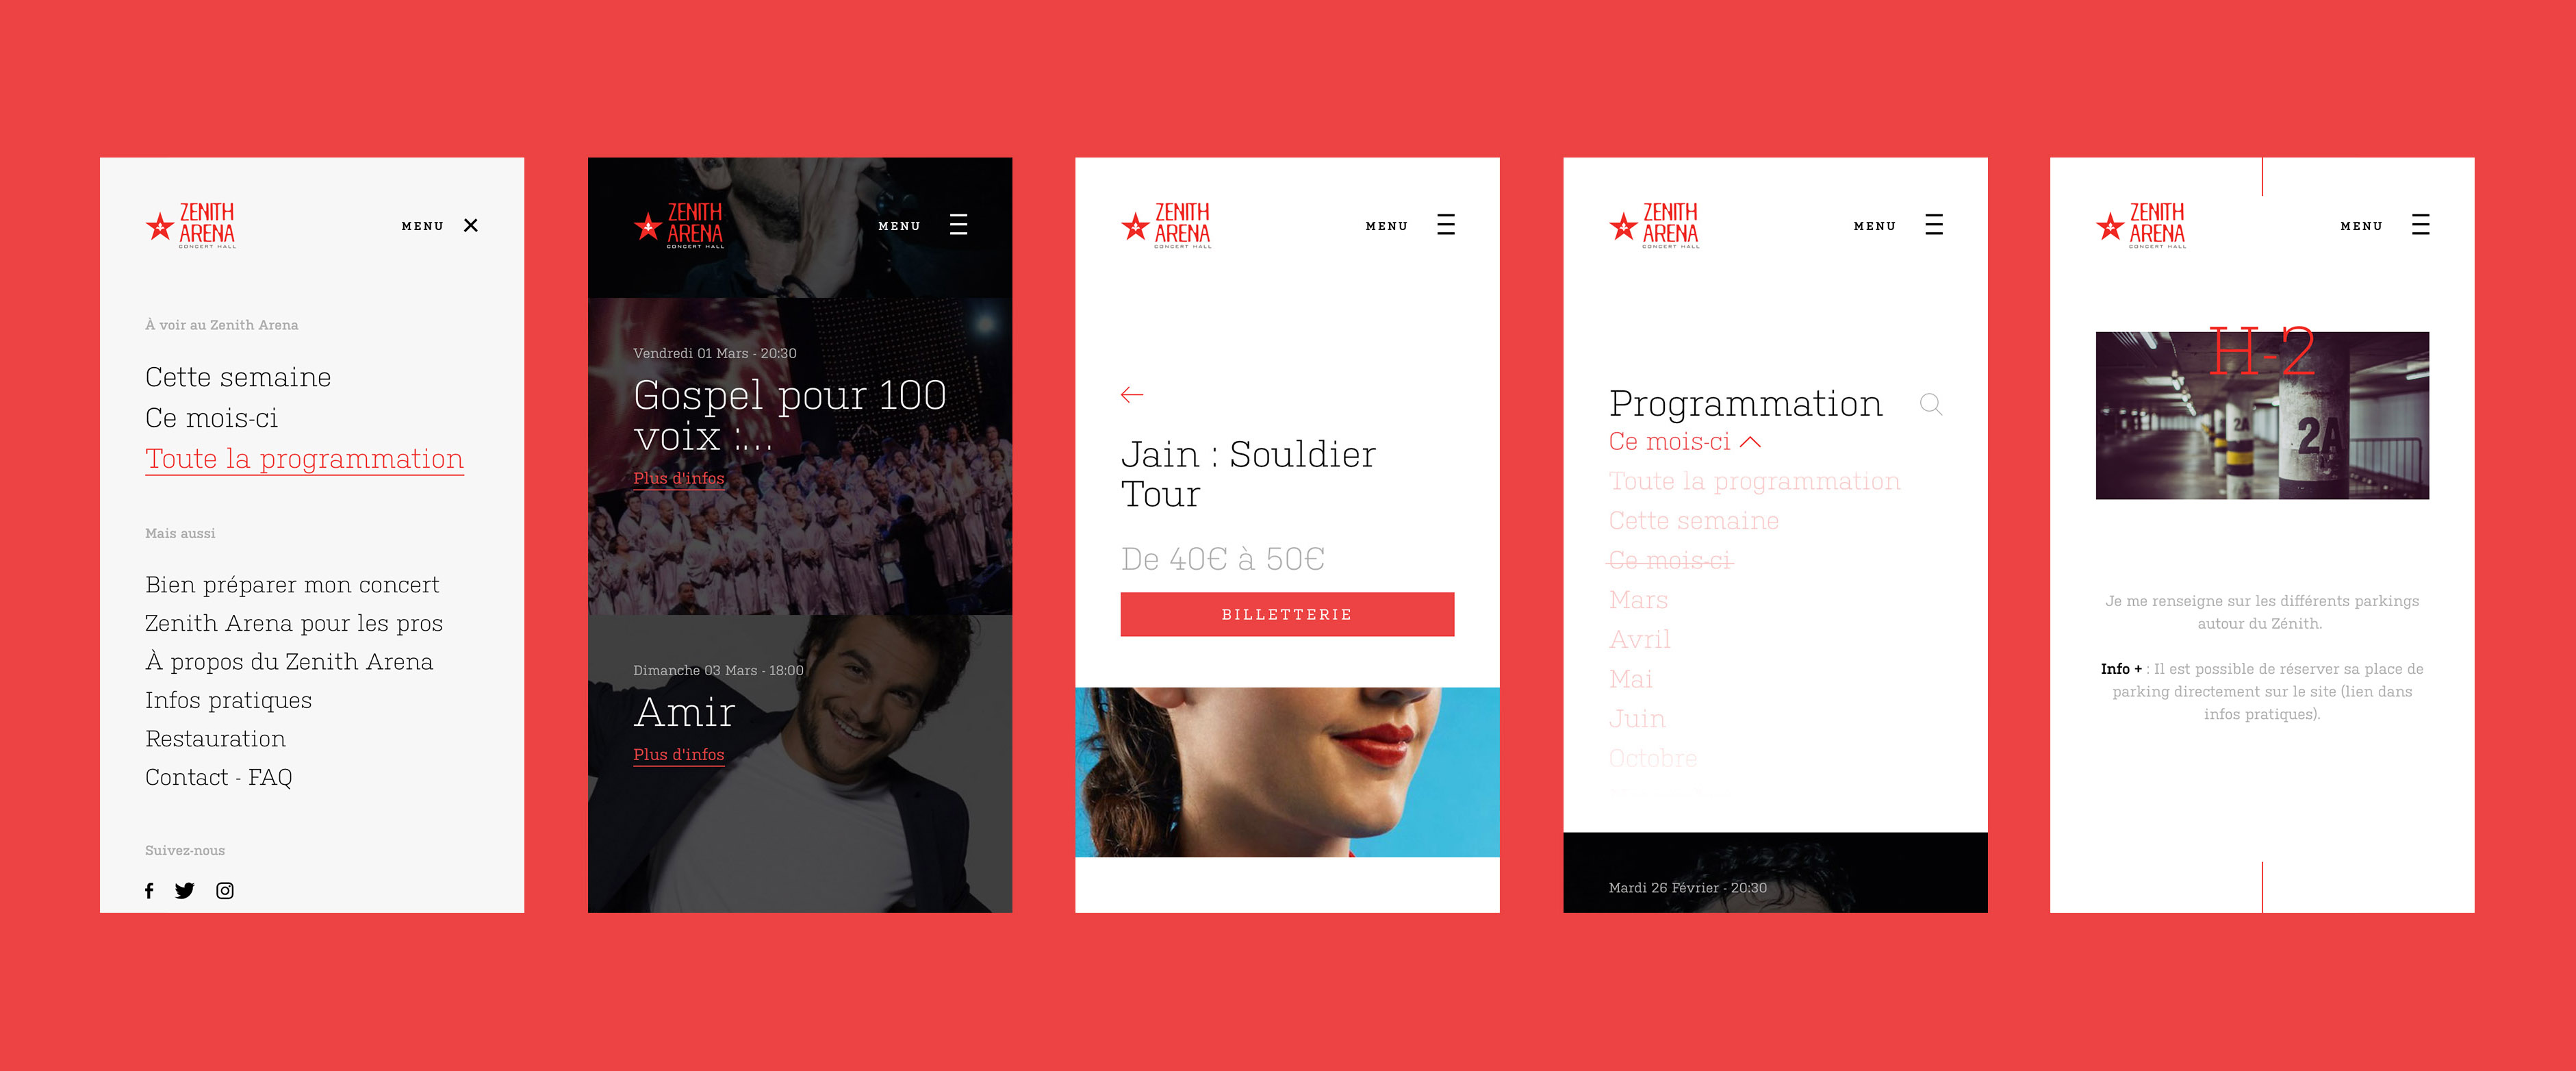 ZENITH
ARENA
CONCERT HALL
MENU
À voir au Zenith Arena
Cette semaine
Ce mois-ci
Toute la programmation
Mais aussi
Bien préparer mon concert
Zenith Arena pour les pros
À propos du Zenith Arena
Infos pratiques
Restauration
Contact - FAQ
Suivez-nous
ZENITH
ARENA
CONCERT HALL
MENU
Vendredi 01 Mars - 20:30
Gospel pour 100
voix :...
Plus d'infos
Dimanche 03 Mars - 18:00
Amir
Plus d'infos
ZENITH
ARENA
CONCERT HALL
MENU
Jain : Souldier
Tour
De 40€ à 50€
BILLETTERIE
ZENITH
ARENA
CONCERT HALL
MENU
Programmation
Ce mois-ci
Toute la programmation
Cette semaine
Ce mois-ci
Mars
Avril
Mai
Juin
Octobre
Mardi 26 Février - 20:30
ZENITH
ARENA
CONCERT HALL
MENU
H-2
2A
2A
Je me renseigne sur les différents parkings
autour du Zénith.
Info + : Il est possible de réserver sa place de
parking directement sur le site (lien dans
infos pratiques).